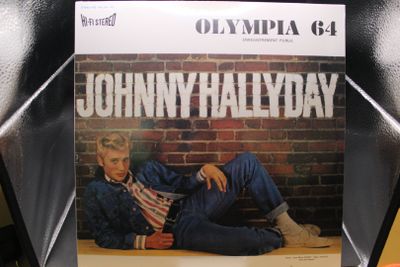 HI-FI STEREO
OLYMPIA 64
ENREGISTREMENT PUBLIC
JOHNNY HALLYDAY